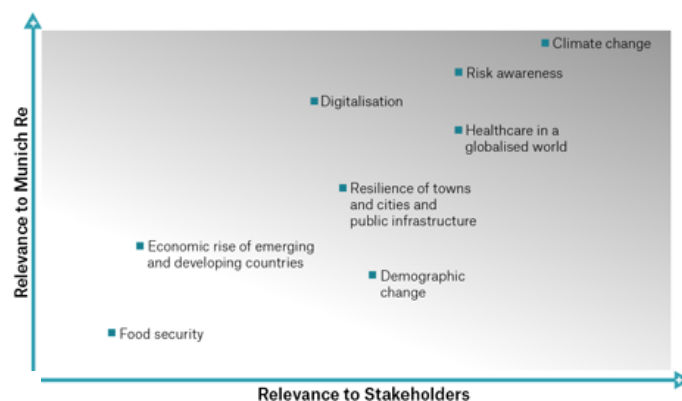 Climate change
Risk awareness
Digitalisation
Healthcare in a
globalised world
Resilience of towns
and cities and
public infrastructure
Economic rise of emerging
and developing countries
Demographic
change
Food security
Relevance to Munich Re
Relevance to Stakeholders